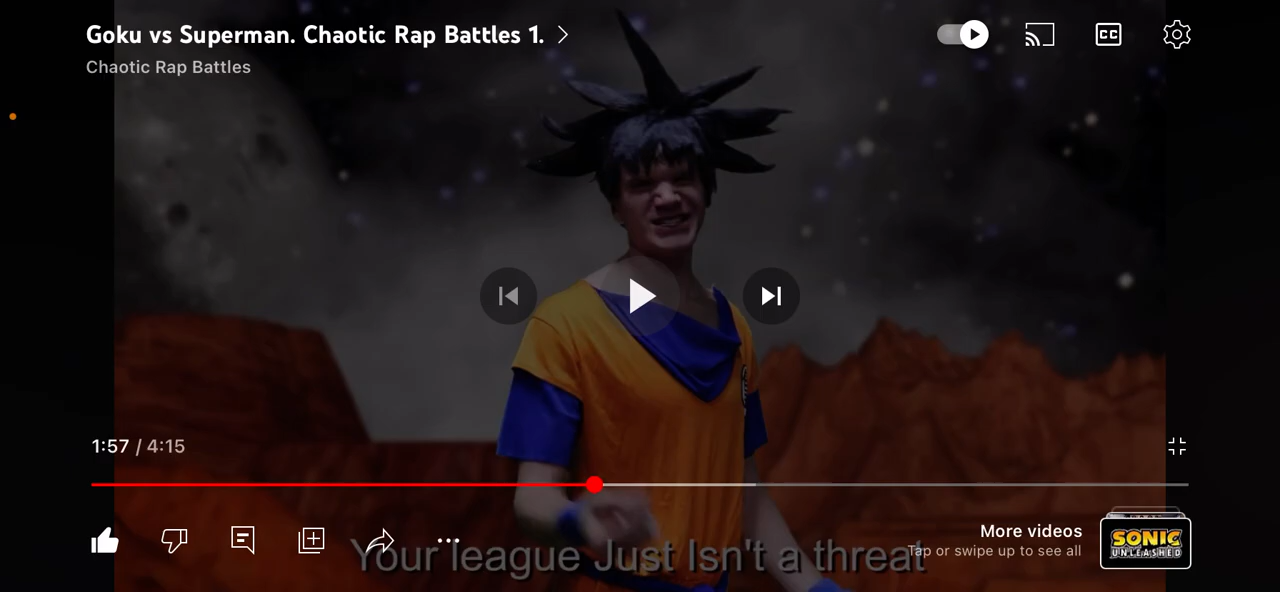 Goku vs Superman. Chaotic Rap Battles 1.
Chaotic Rap Battles
CC
1:57 / 4:15
More videos
Tap or swipe up to see all
SONIC
UNLEASHED
Your league Just Isn't a threat